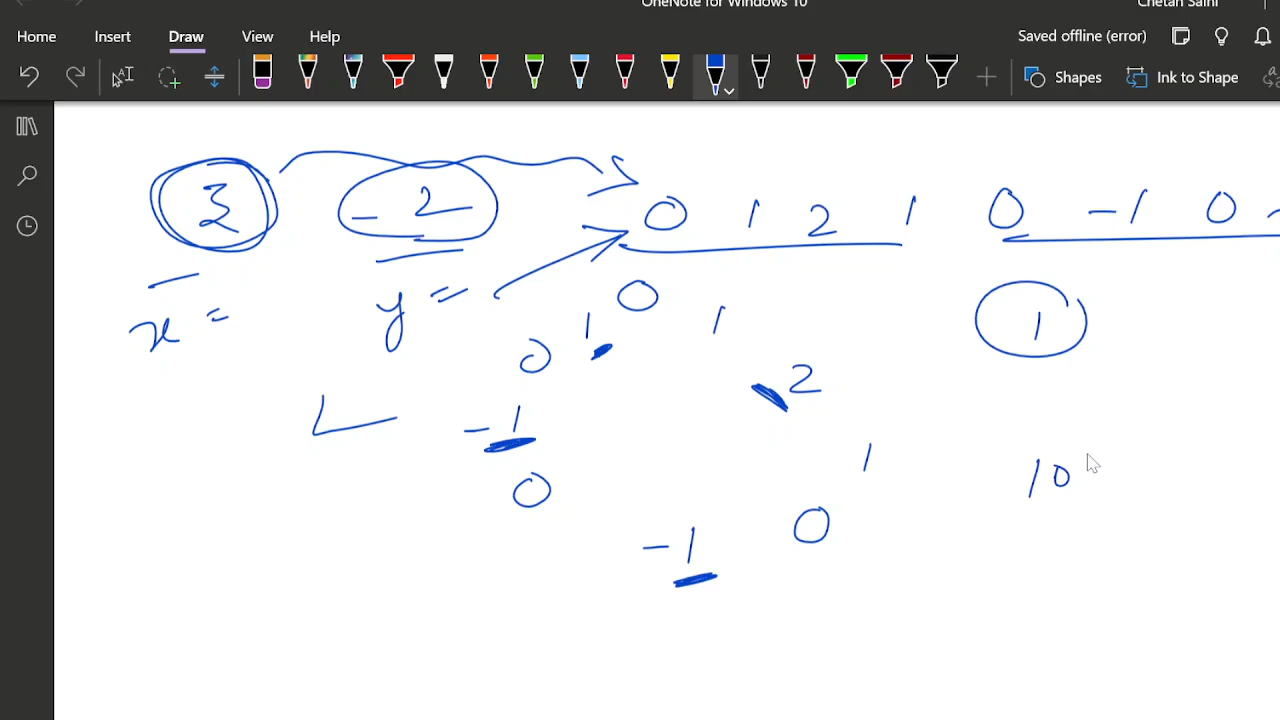 OneNote for Windows 10 Chetan Saini
Home Insert Draw View Help Saved offline (error)
Shapes Ink to Shape
3 - 2 0 1 2 1 0 -1 0
x = y = 0 1 1
0 1
2
-1
1
0 10
0
-1